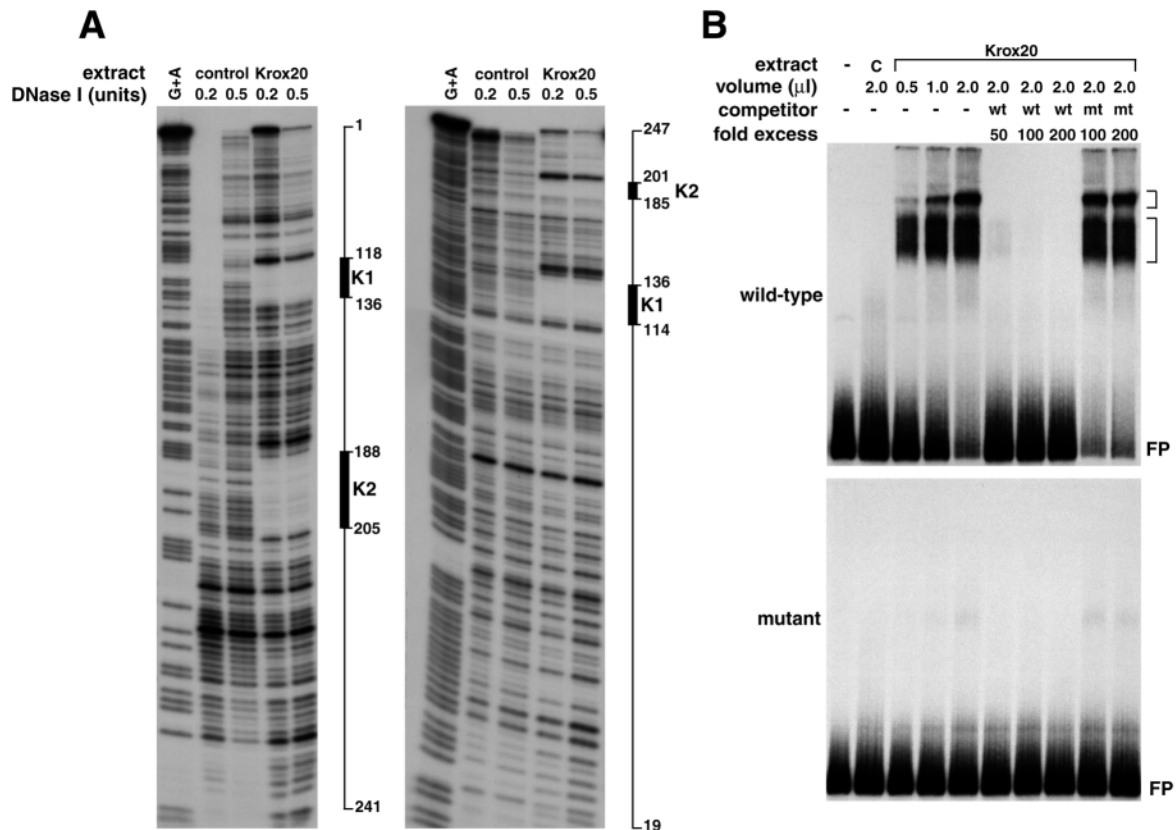 A
extract G+A control Krox20
DNase I (units) 0.2 0.5 0.2 0.5
1
118
K1
136
188
K2
205
241
G+A control Krox20
0.2 0.5 0.2 0.5
247
201
K2
185
136
K1
114
19
B
Krox20
extract - C
volume (μl) 2.0 0.5 1.0 2.0 2.0 2.0 2.0 2.0 2.0
competitor - - - - - wt wt wt mt mt
fold excess 50 100 200 100 200
wild-type
FP
mutant
FP